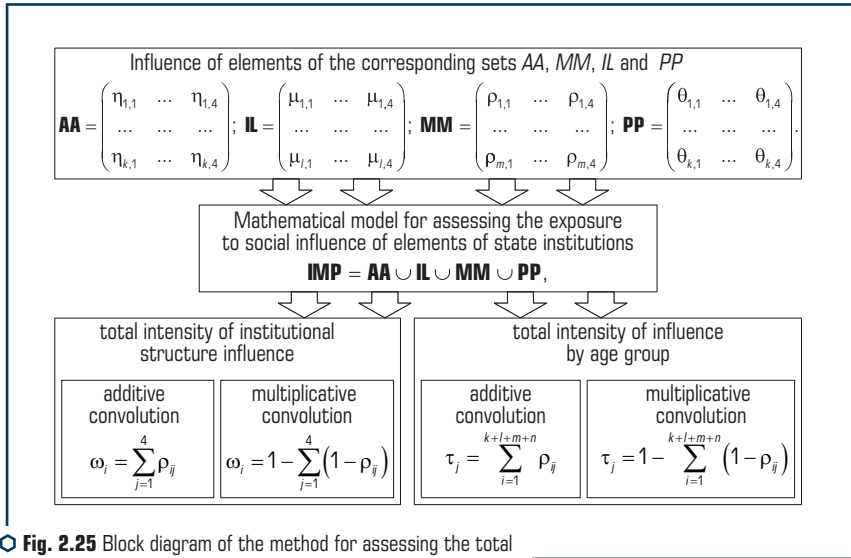 Influence of elements of the corresponding sets AA, MM, IL and PP
AA = (η1,1 ... η1,4; ... ... ...; ηk,1 ... ηk,4); IL = (μ1,1 ... μ1,4; ... ... ...; μl,1 ... μl,4); MM = (ρ1,1 ... ρ1,4; ... ... ...; ρm,1 ... ρm,4); PP = (θ1,1 ... θ1,4; ... ... ...; θk,1 ... θk,4).
Mathematical model for assessing the exposure
to social influence of elements of state institutions
IMP = AA ∪ IL ∪ MM ∪ PP,
total intensity of institutional
structure influence
additive
convolution
ωi = ∑_{j=1}^{4} ρij
multiplicative
convolution
ωi = 1 − ∑_{j=1}^{4} (1 − ρij)
total intensity of influence
by age group
additive
convolution
τj = ∑_{i=1}^{k+l+m+n} ρij
multiplicative
convolution
τj = 1 − ∑_{i=1}^{k+l+m+n} (1 − ρij)
Fig. 2.25 Block diagram of the method for assessing the total